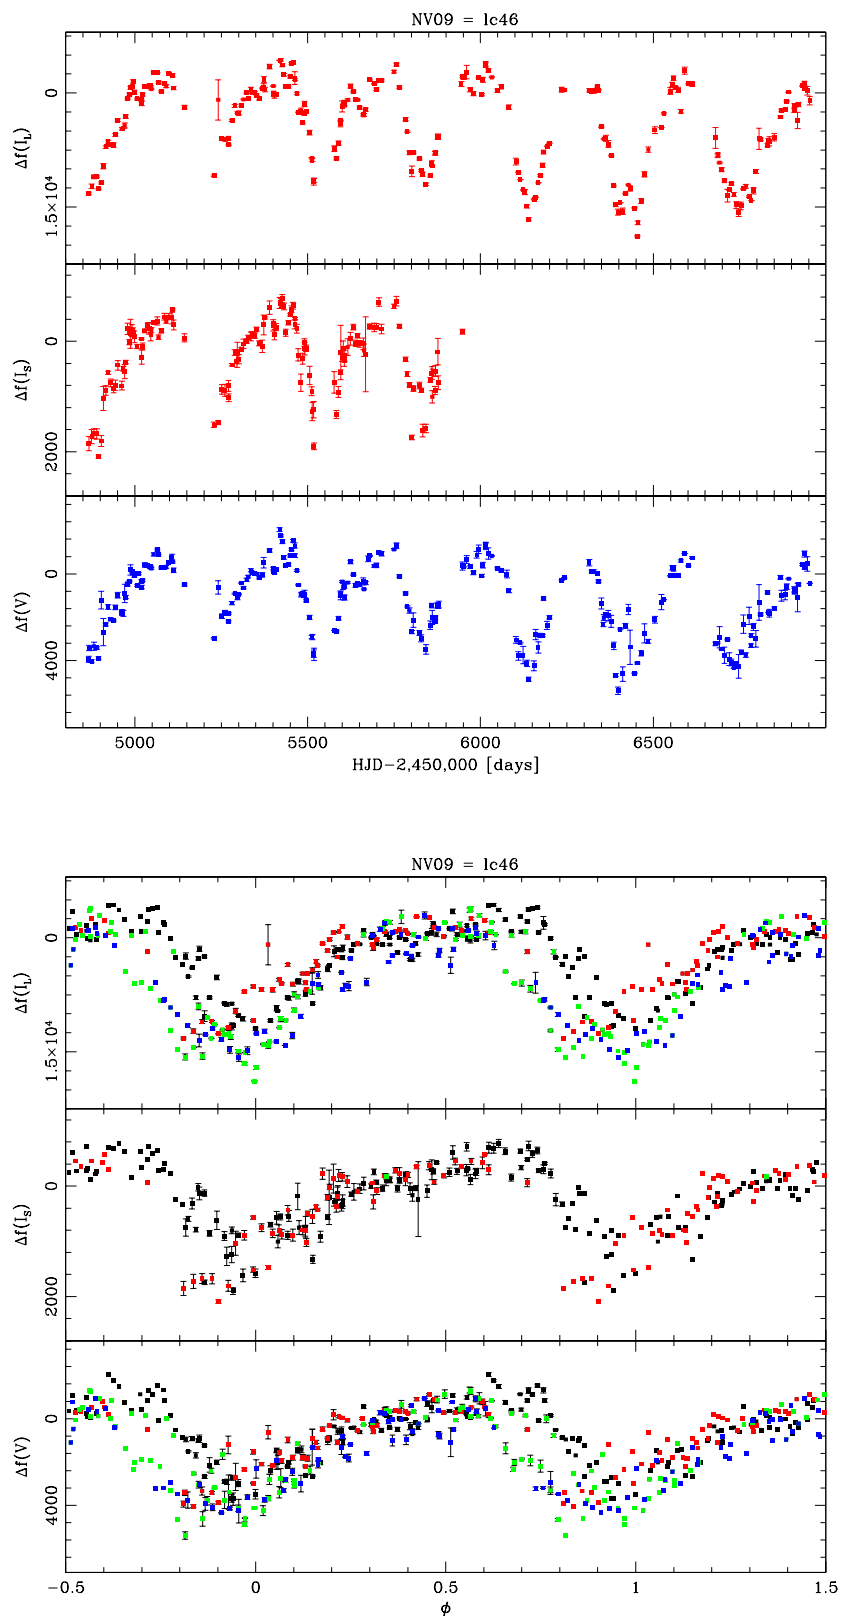 NV09 = lc46
0
1.5×10⁴
Δf(I_L)
0
2000
Δf(I_S)
0
4000
Δf(V)
5000 5500 6000 6500
HJD−2,450,000 [days]
NV09 = lc46
0
1.5×10⁴
Δf(I_L)
0
2000
Δf(I_S)
0
4000
Δf(V)
−0.5 0 0.5 1 1.5
ϕ